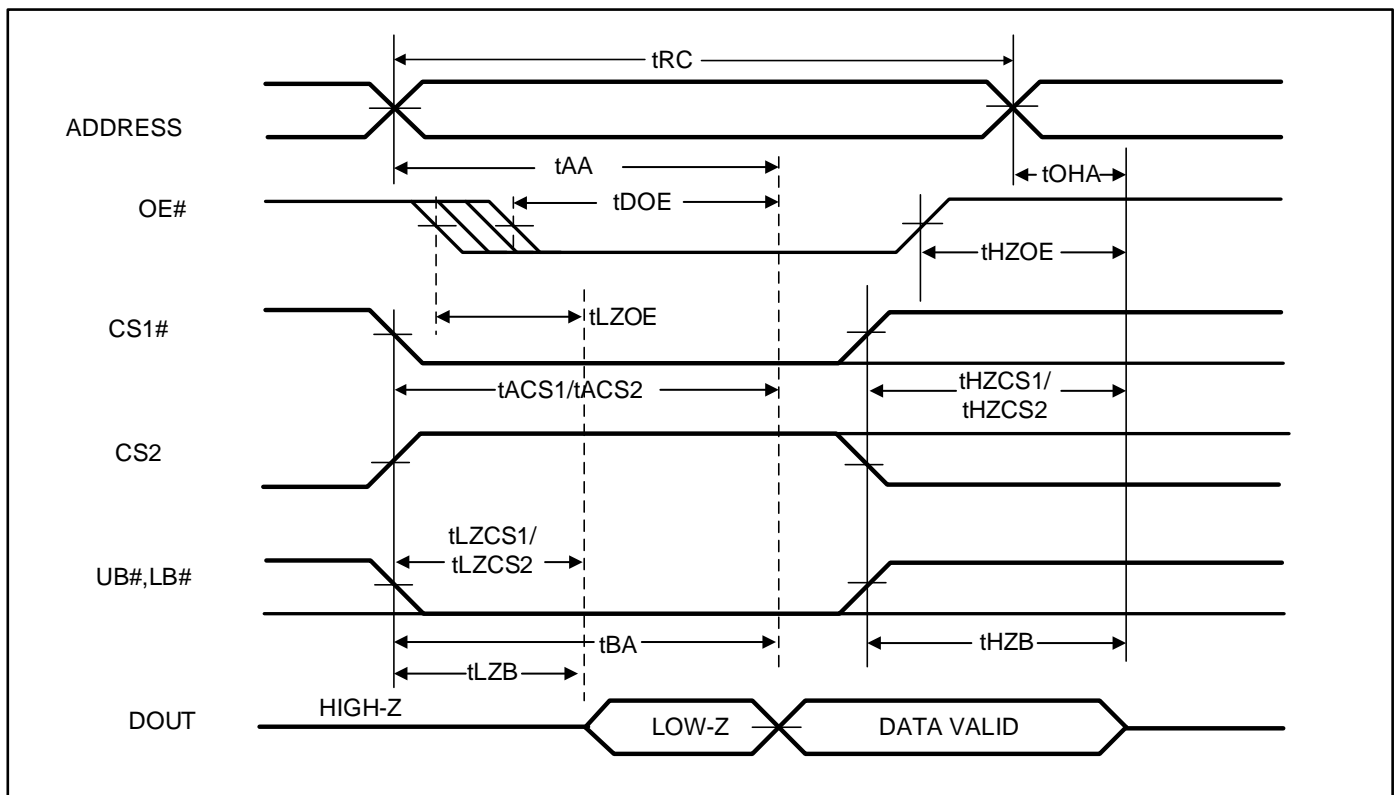 tRC
ADDRESS
tAA
tOHA
OE#
tDOE
tHZOE
CS1#
tLZOE
tACS1/tACS2
tHZCS1/
tHZCS2
CS2
tLZCS1/
tLZCS2
UB#,LB#
tBA
tHZB
tLZB
HIGH-Z
DOUT
LOW-Z
DATA VALID